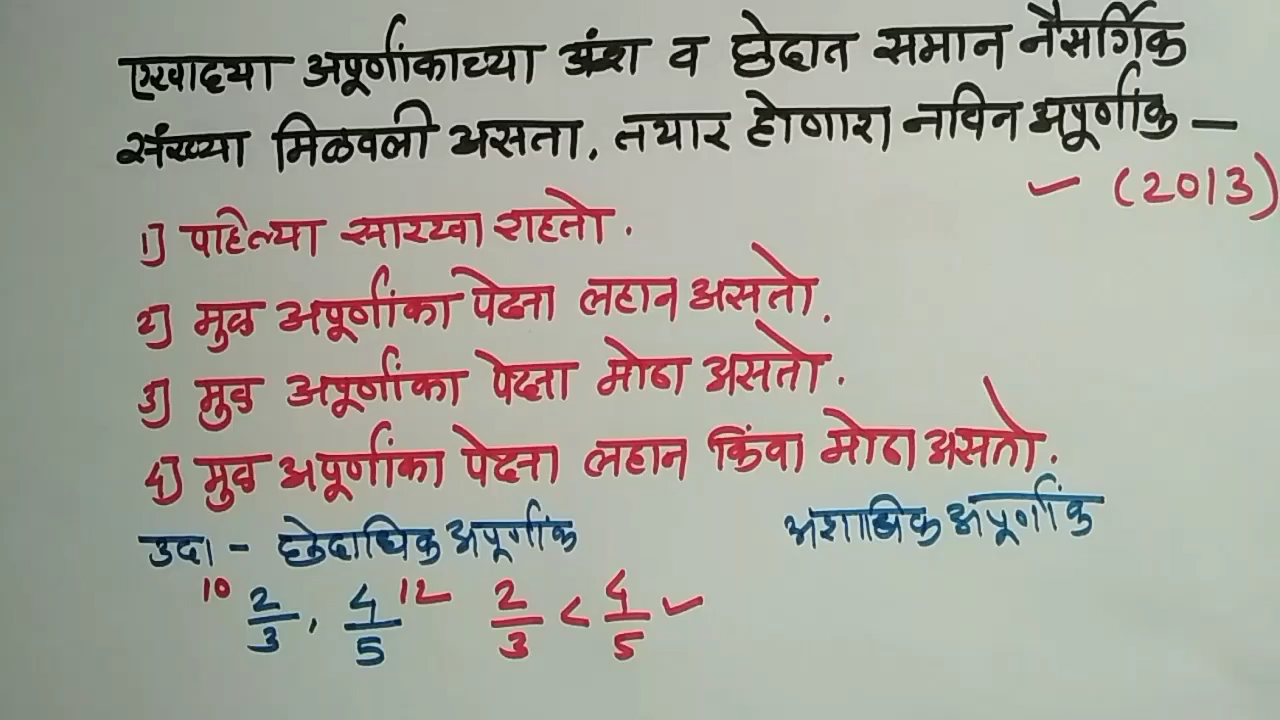 एखाद्या अपूर्णांकाच्या अंश व छेदात समान नैसर्गिक
संख्या मिळवली असता, तयार होणारा नविन अपूर्णांक —
✓ (2013)
1] पहिल्या सारखा राहतो.
2] मुळ अपूर्णांका पेक्षा लहान असतो.
3] मुळ अपूर्णांका पेक्षा मोठा असतो.
4] मुळ अपूर्णांका पेक्षा लहान किंवा मोठा असतो.
उदा - छेदाधिक अपूर्णांक अंशाधिक अपूर्णांक
10 2/3, 4/5 12 2/3 < 4/5 ✓